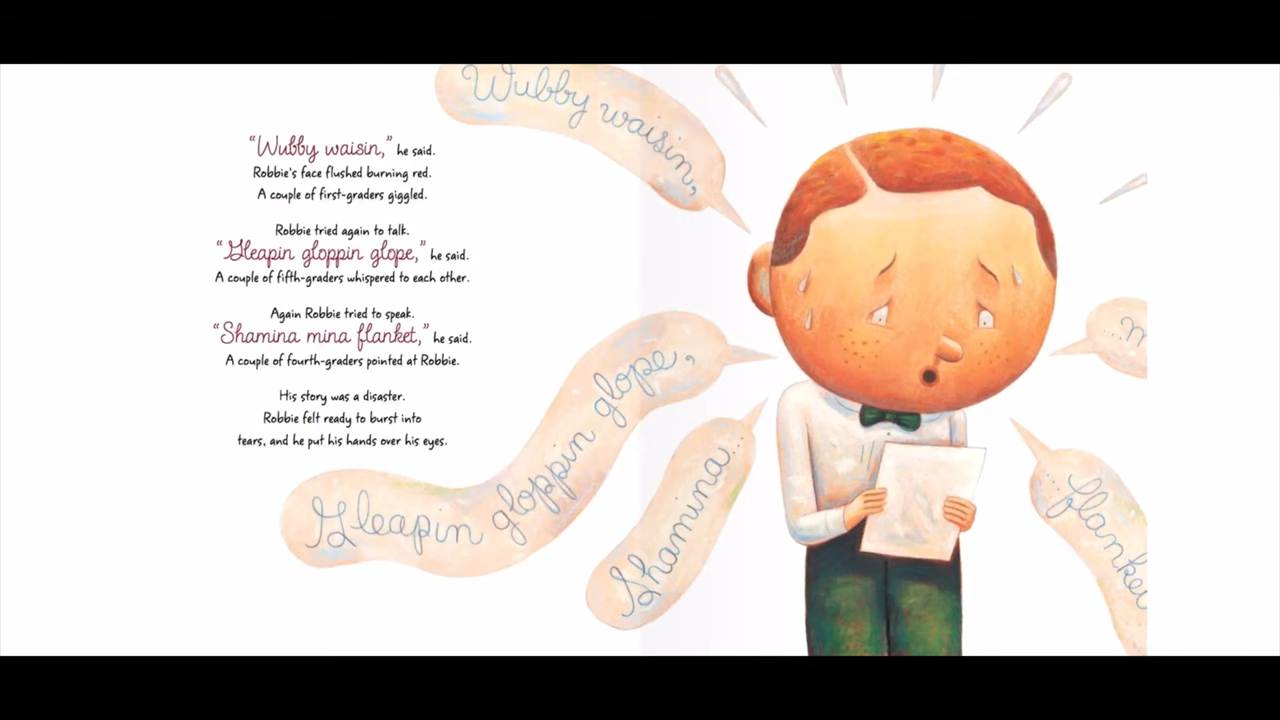 “Wubby waisin,” he said.
Robbie's face flushed burning red.
A couple of first-graders giggled.
Robbie tried again to talk.
“Gleapin gloppin glope,” he said.
A couple of fifth-graders whispered to each other.
Again Robbie tried to speak.
“Shamina mina flanket,” he said.
A couple of fourth-graders pointed at Robbie.
His story was a disaster.
Robbie felt ready to burst into
tears, and he put his hands over his eyes.
Wubby waisin,
Gleapin gloppin glope,
Shamina...
...flanket